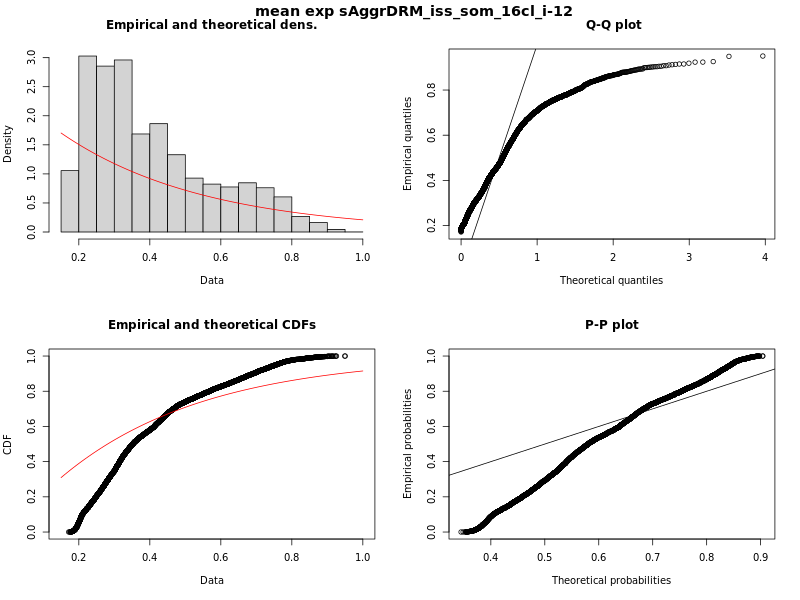 mean exp sAggrDRM_iss_som_16cl_i-12
Empirical and theoretical dens.
Density
0.0 0.5 1.0 1.5 2.0 2.5 3.0
0.2 0.4 0.6 0.8 1.0
Data
Q-Q plot
Empirical quantiles
0.2 0.4 0.6 0.8
0 1 2 3 4
Theoretical quantiles
Empirical and theoretical CDFs
CDF
0.0 0.2 0.4 0.6 0.8 1.0
0.2 0.4 0.6 0.8 1.0
Data
P-P plot
Empirical probabilities
0.0 0.2 0.4 0.6 0.8 1.0
0.4 0.5 0.6 0.7 0.8 0.9
Theoretical probabilities